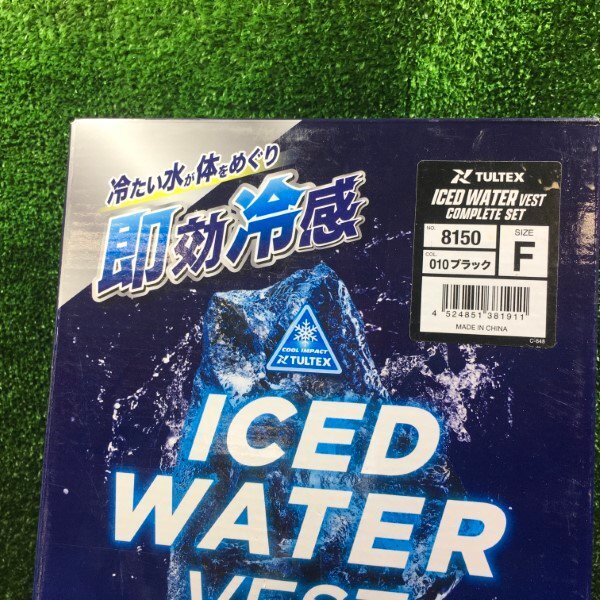 冷たい水が体をめぐり
即効冷感
TULTEX
ICED WATER VEST
COMPLETE SET
NO. 8150
COL. 010ブラック
SIZE
F
4 524851 381911
MADE IN CHINA
C-648
COOL IMPACT
TULTEX
ICED
WATER
VEST